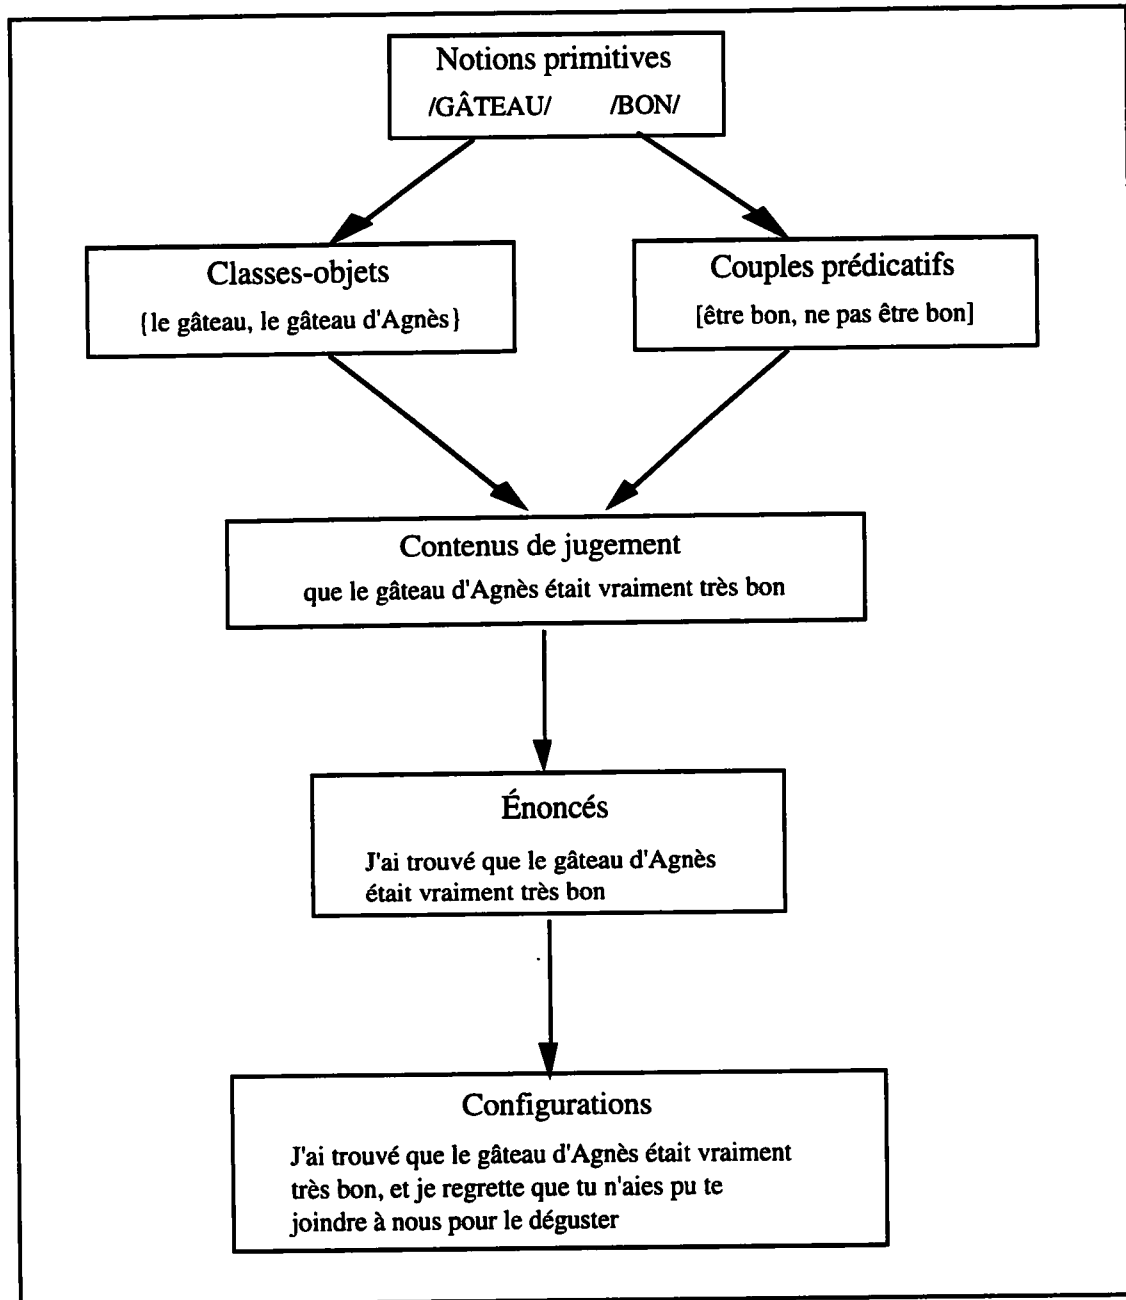 Notions primitives
/GÂTEAU/ /BON/
Classes-objets
{le gâteau, le gâteau d'Agnès}
Couples prédicatifs
[être bon, ne pas être bon]
Contenus de jugement
que le gâteau d'Agnès était vraiment très bon
Énoncés
J'ai trouvé que le gâteau d'Agnès
était vraiment très bon
Configurations
J'ai trouvé que le gâteau d'Agnès était vraiment
très bon, et je regrette que tu n'aies pu te
joindre à nous pour le déguster